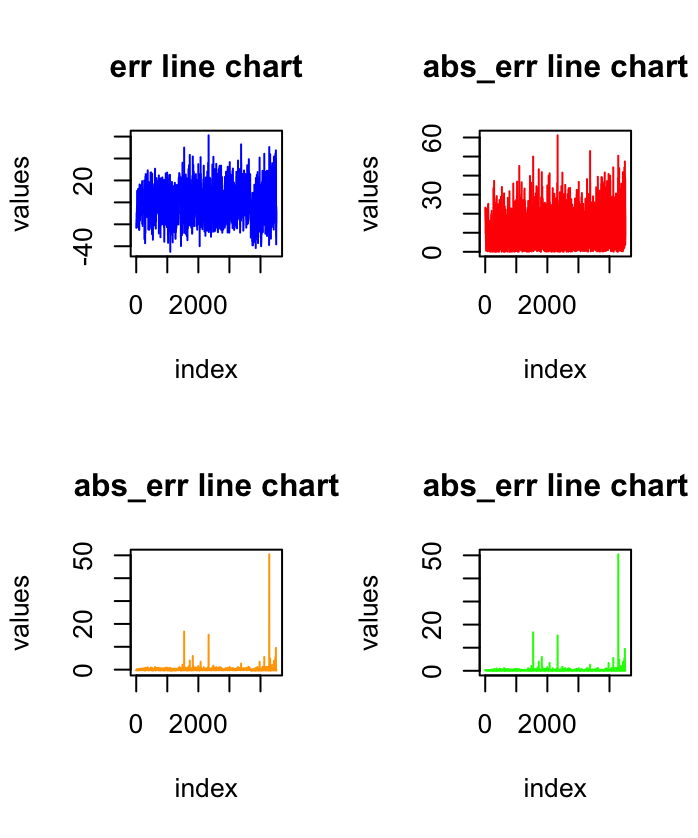 err line chart
abs_err line chart
values
20
-40
0
2000
index
values
60
30
0
0
2000
index
abs_err line chart
abs_err line chart
values
50
20
0
0
2000
index
values
50
20
0
0
2000
index